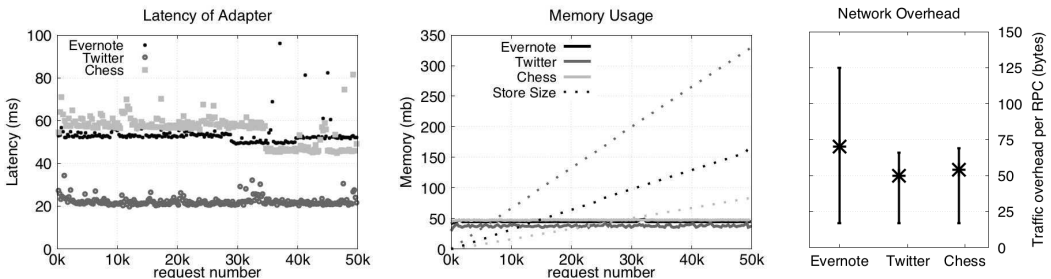 Latency of Adapter
Latency (ms)
100
80
60
40
20
0
Evernote
Twitter
Chess
0k 10k 20k 30k 40k 50k
request number
Memory Usage
Memory (mb)
350
300
250
200
150
100
50
0
Evernote
Twitter
Chess
Store Size
0k 10k 20k 30k 40k 50k
request number
Network Overhead
150
125
100
75
50
25
0
Traffic overhead per RPC (bytes)
Evernote Twitter Chess